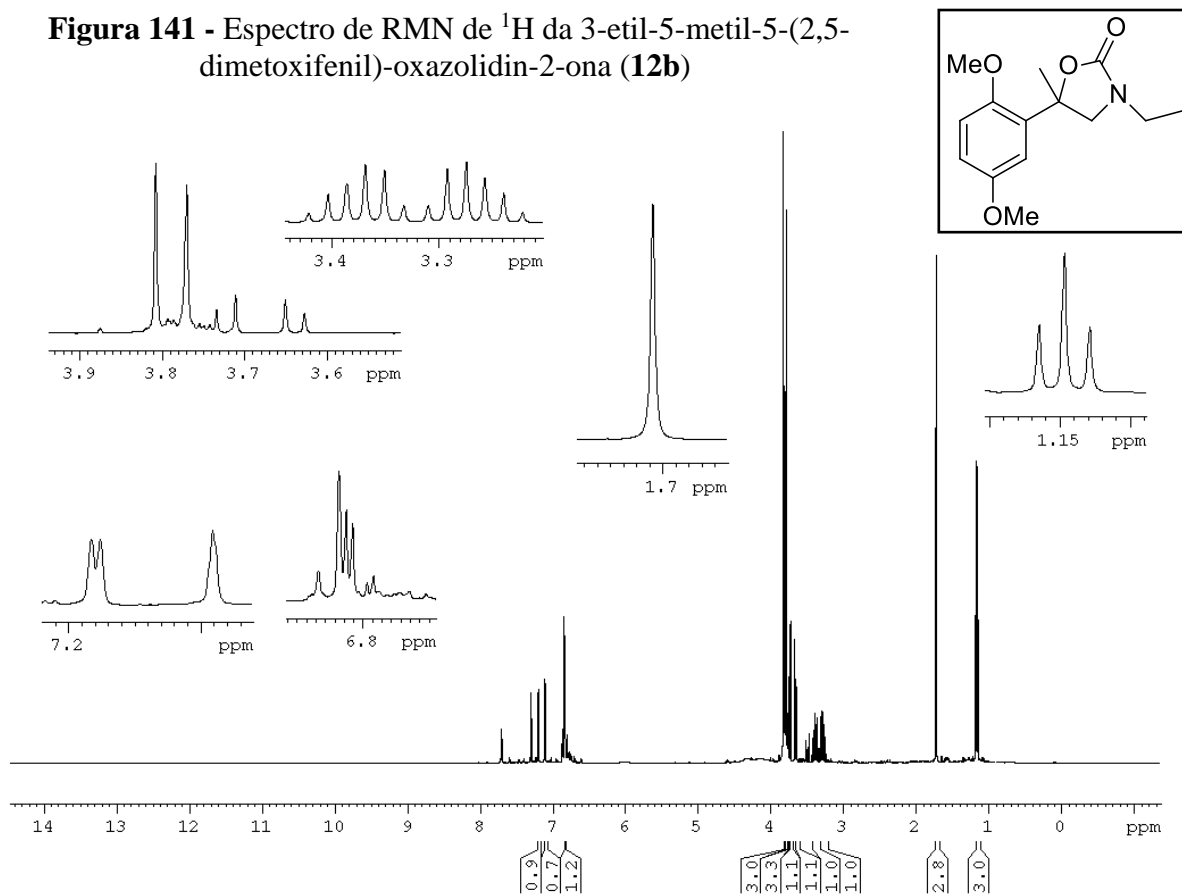 Figura 141 - Espectro de RMN de ¹H da 3-etil-5-metil-5-(2,5-
dimetoxifenil)-oxazolidin-2-ona (12b)
O
MeO
O
N
OMe
3.4 3.3 ppm
3.9 3.8 3.7 3.6 ppm
1.7 ppm
1.15 ppm
7.2 ppm
6.8 ppm
14 13 12 11 10 9 8 7 6 5 4 3 2 1 0 ppm
0.9 0.7 1.2 3.0 3.3 1.1 1.1 1.0 1.0 2.8 3.0